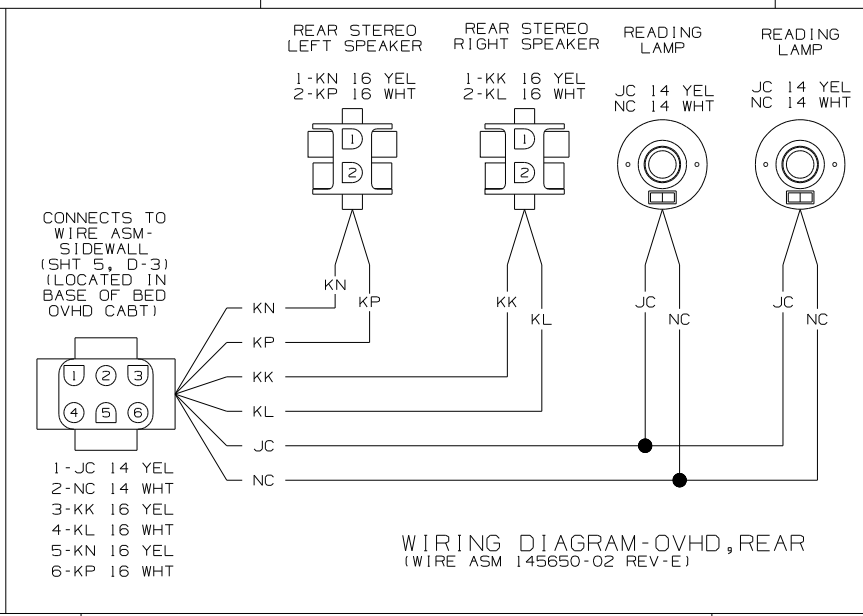 REAR STEREO
LEFT SPEAKER
1-KN 16 YEL
2-KP 16 WHT
REAR STEREO
RIGHT SPEAKER
1-KK 16 YEL
2-KL 16 WHT
READING
LAMP
JC 14 YEL
NC 14 WHT
READING
LAMP
JC 14 YEL
NC 14 WHT
1
2
1
2
CONNECTS TO
WIRE ASM-
SIDEWALL
(SHT 5, D-3)
(LOCATED IN
BASE OF BED
OVHD CABT)
KN
KP
KK
KL
JC
NC
JC
NC
KN
KP
KK
KL
JC
NC
1 2 3
4 5 6
1-JC 14 YEL
2-NC 14 WHT
3-KK 16 YEL
4-KL 16 WHT
5-KN 16 YEL
6-KP 16 WHT
WIRING DIAGRAM-OVHD,REAR
(WIRE ASM 145650-02 REV-E)